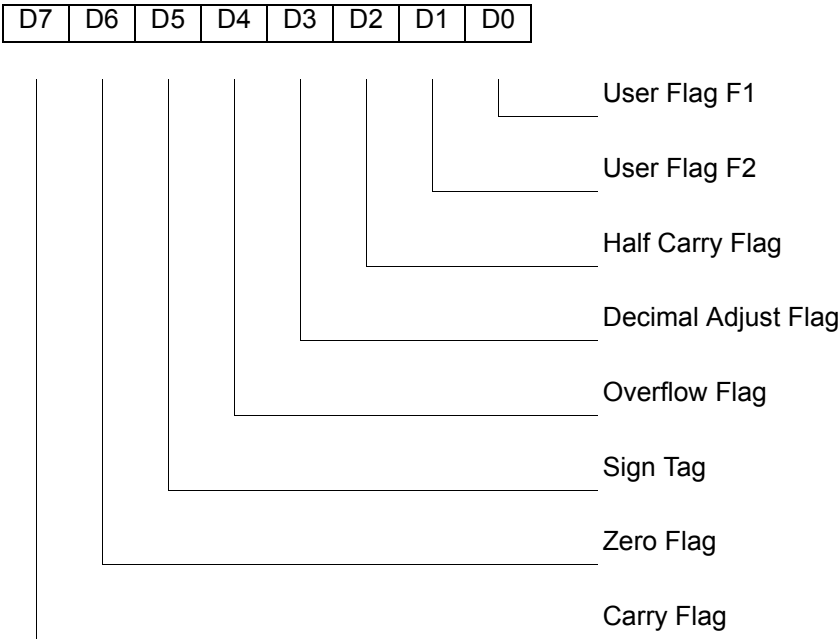 D7 D6 D5 D4 D3 D2 D1 D0
User Flag F1
User Flag F2
Half Carry Flag
Decimal Adjust Flag
Overflow Flag
Sign Tag
Zero Flag
Carry Flag